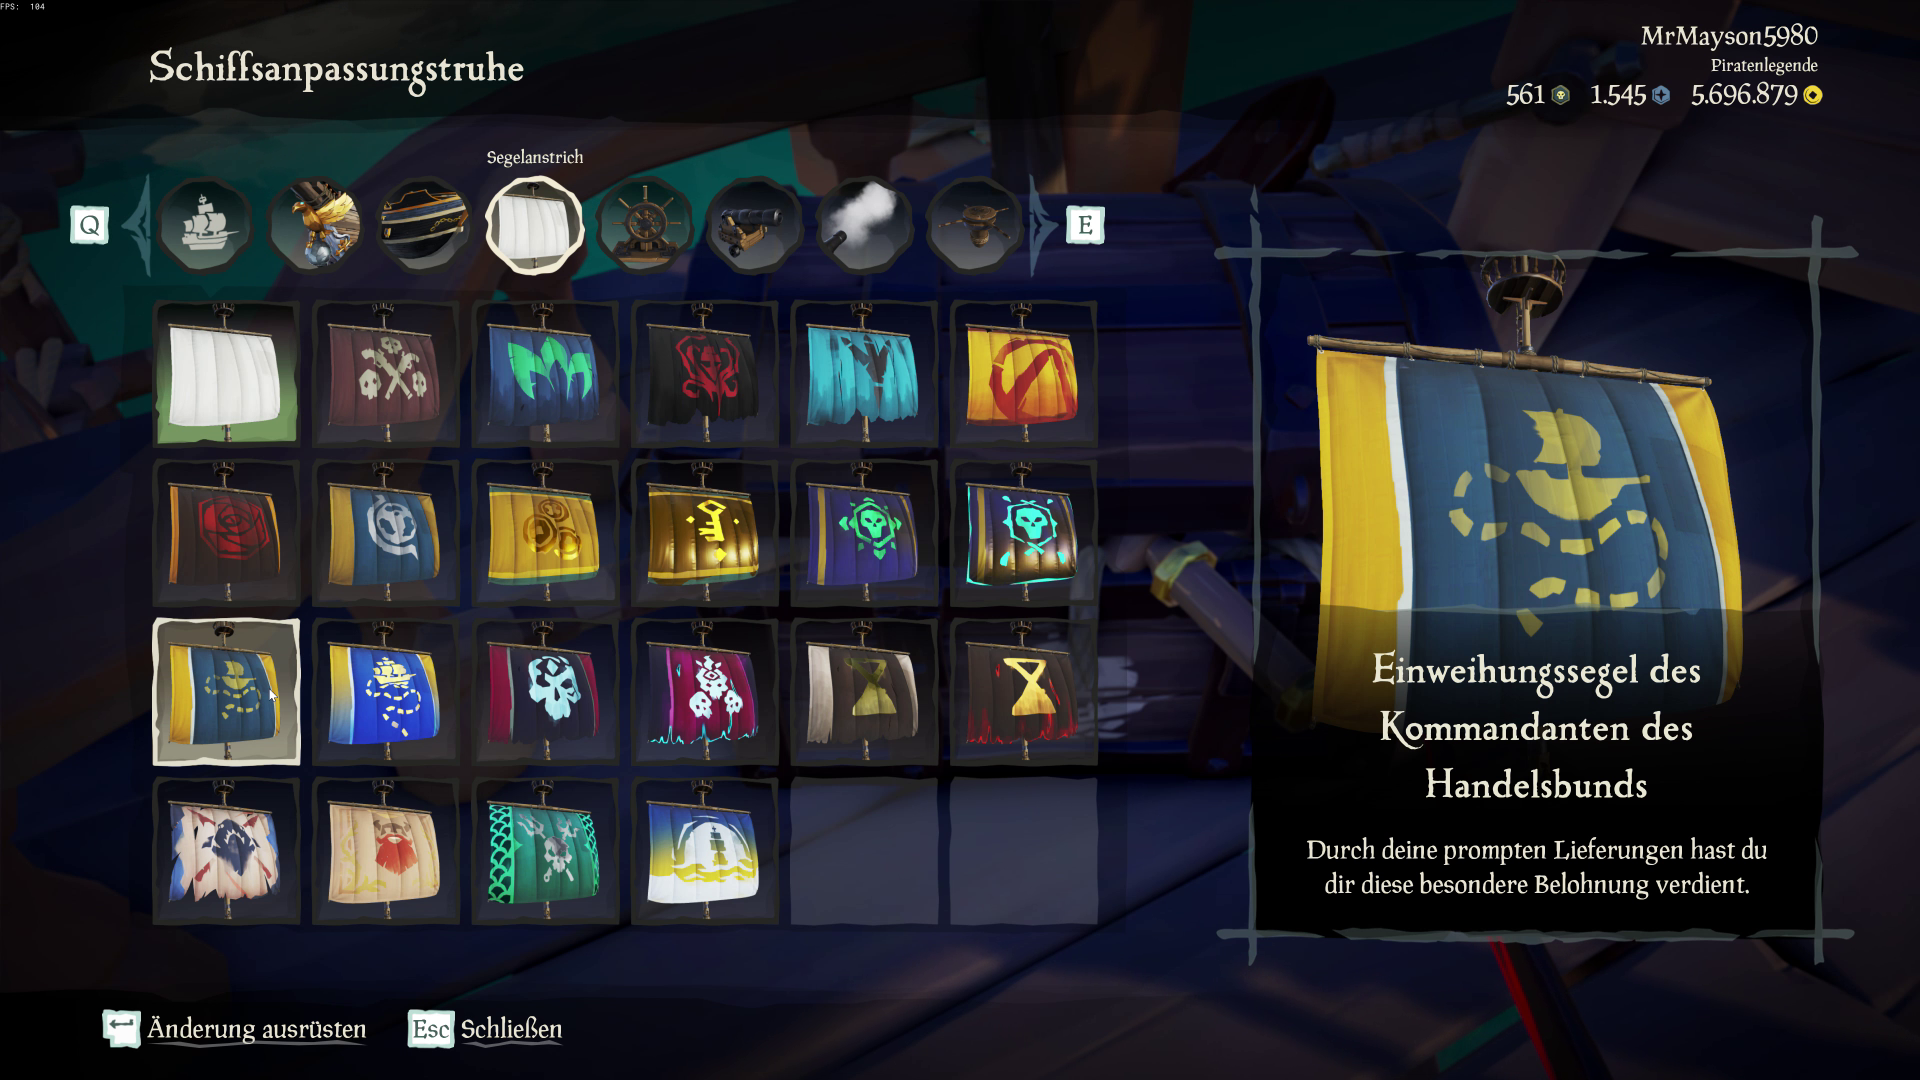 FPS: 104
Schiffsanpassungstruhe
MrMayson5980
Piratenlegende
561 1.545 5.696.879
Segelanstrich
Q
E
Einweihungssegel des
Kommandanten des
Handelsbunds
Durch deine prompten Lieferungen hast du
dir diese besondere Belohnung verdient.
Änderung ausrüsten
Esc Schließen